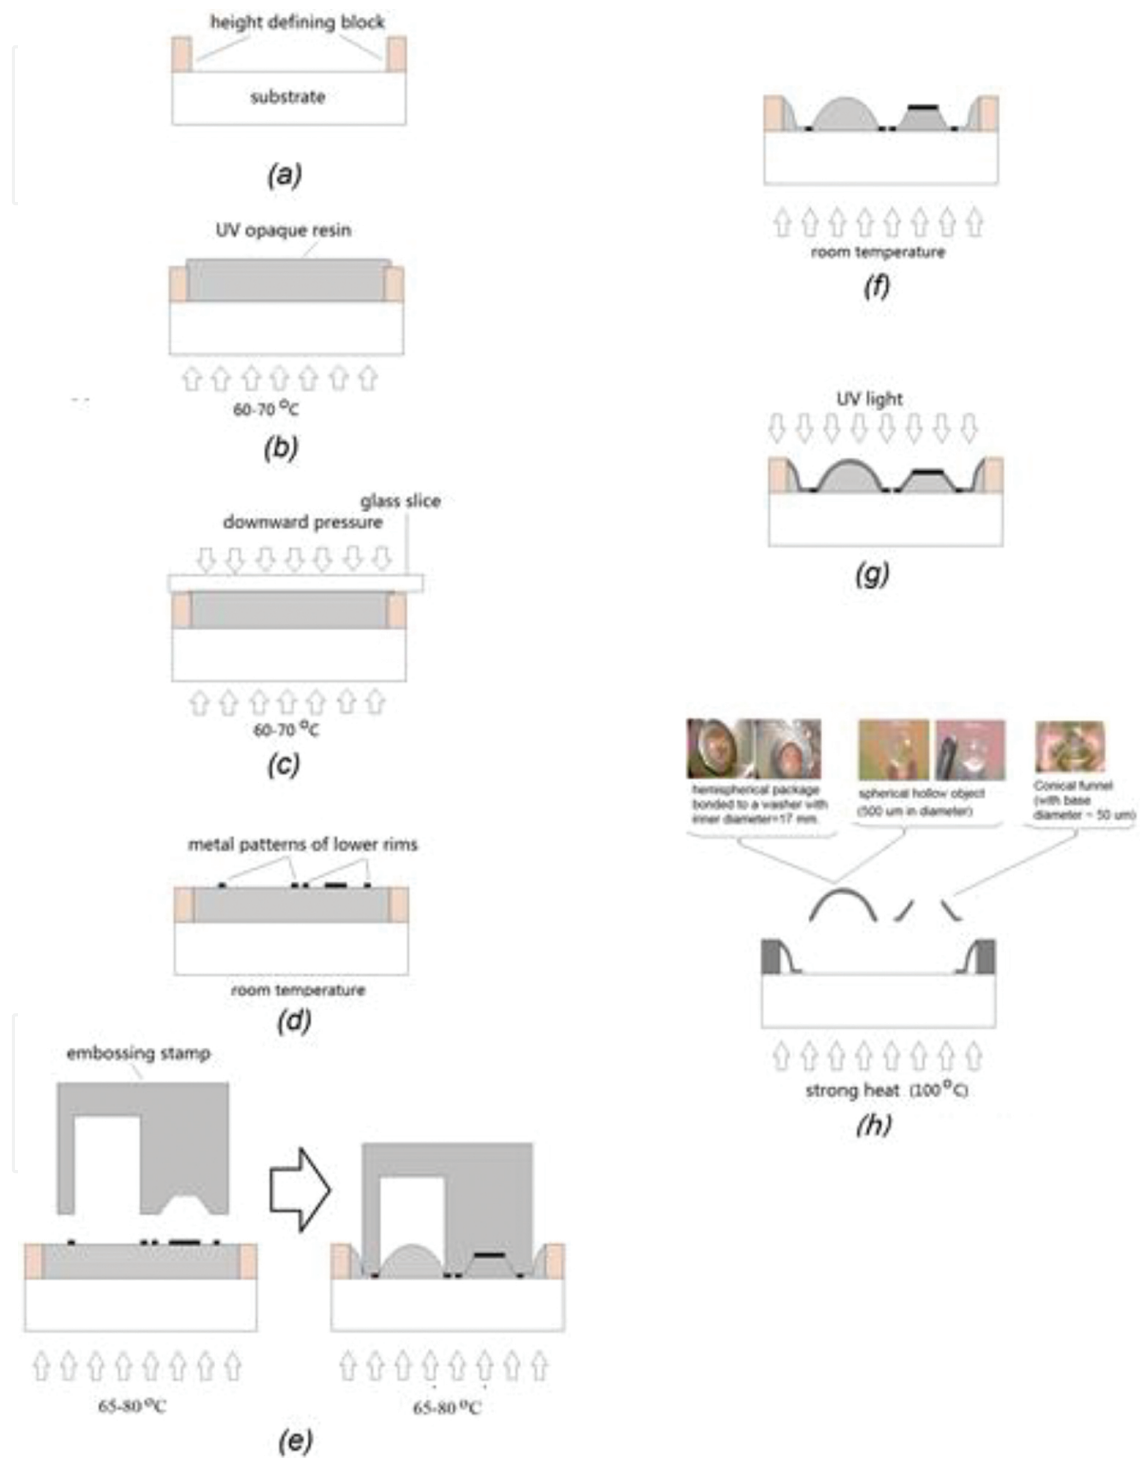 height defining block
substrate
(a)
UV opaque resin
60-70 °C
(b)
glass slice
downward pressure
60-70 °C
(c)
metal patterns of lower rims
room temperature
(d)
embossing stamp
65-80 °C
65-80 °C
(e)
room temperature
(f)
UV light
(g)
hemispherical package
bonded to a washer with
inner diameter=17 mm.
spherical hollow object
(500 um in diameter)
Conical funnel
(with base
diameter ~ 50 um)
strong heat (100 °C)
(h)